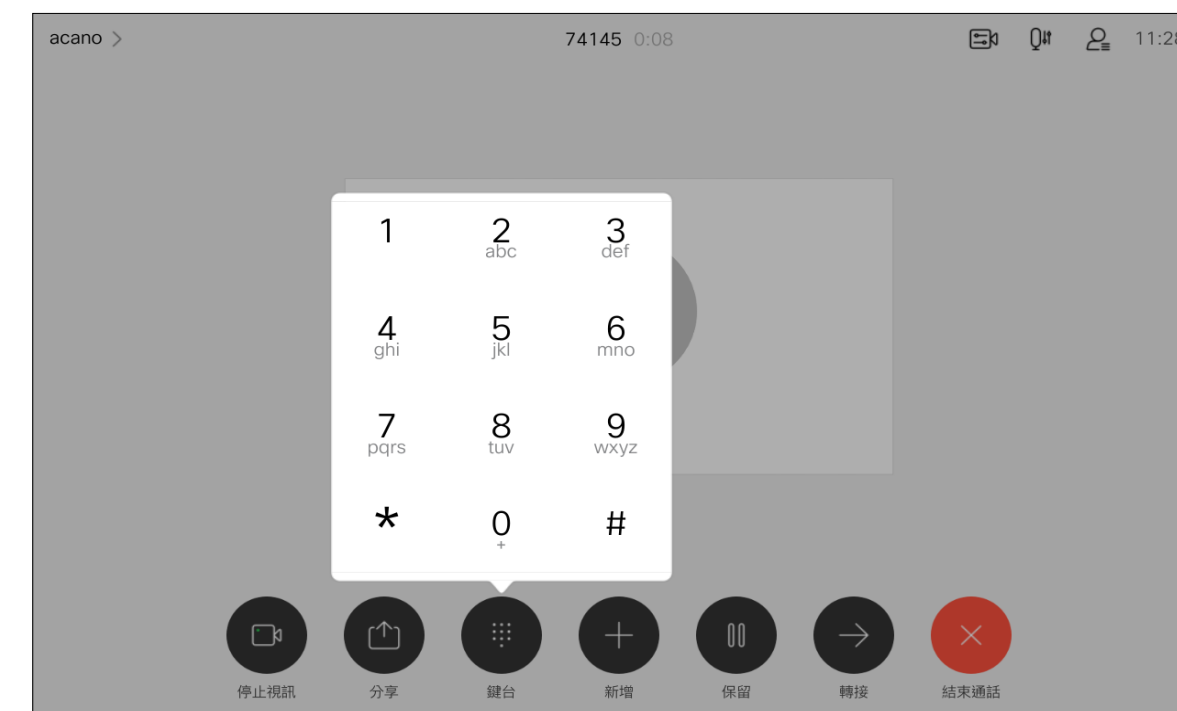 acano >
74145 0:08
11:28
1 2 3
abc def
4 5 6
ghi jkl mno
7 8 9
pqrs tuv wxyz
* 0 #
+
停止視訊 分享 鍵台 新增 保留 轉接 結束通話